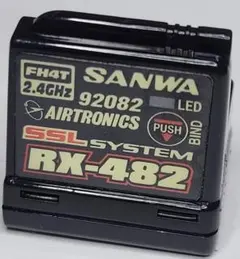 FH4T SANWA
2.4GHz 92082 LED
AIRTRONICS PUSH BIND
SSL SYSTEM
RX-482